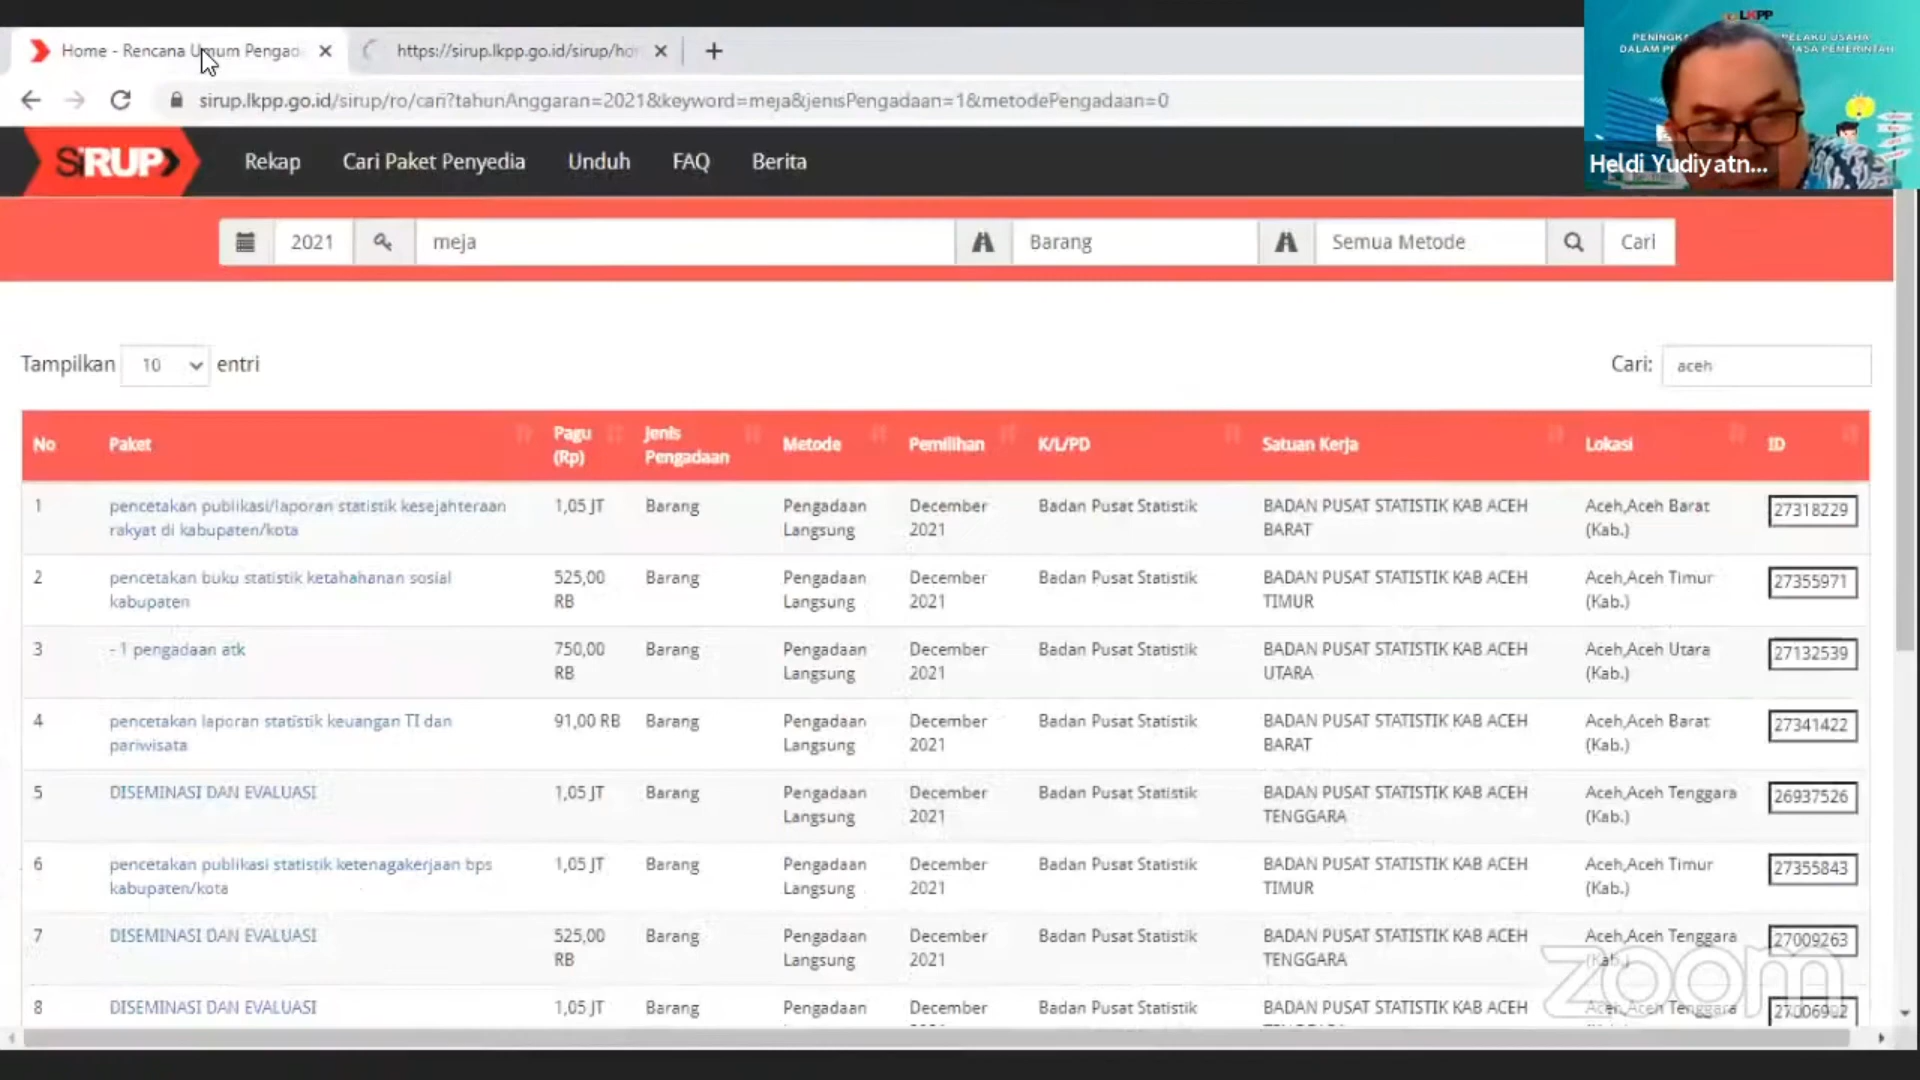 Home - Rencana Umum Pengad
https://sirup.lkpp.go.id/sirup/ho
sirup.lkpp.go.id/sirup/ro/cari?tahunAnggaran=2021&keyword=meja&jenisPengadaan=1&metodePengadaan=0
LKPP
PELAKU USAHA
DALAM
PEMERINTAH
Heldi Yudiyatn...
SiRUP
Rekap
Cari Paket Penyedia
Unduh
FAQ
Berita
2021
meja
Barang
Semua Metode
Cari
Tampilkan 10 entri
Cari: aceh
No Paket Pagu (Rp) Jenis Pengadaan Metode Pemilihan K/L/PD Satuan Kerja Lokasi ID
1 pencetakan publikasi/laporan statistik kesejahteraan 1,05 JT Barang Pengadaan December Badan Pusat Statistik BADAN PUSAT STATISTIK KAB ACEH Aceh,Aceh Barat 27318229
rakyat di kabupaten/kota Langsung 2021 BARAT (Kab.)
2 pencetakan buku statistik ketahahanan sosial 525,00 Barang Pengadaan December Badan Pusat Statistik BADAN PUSAT STATISTIK KAB ACEH Aceh,Aceh Timur 27355971
kabupaten RB Langsung 2021 TIMUR (Kab.)
3 - 1 pengadaan atk 750,00 Barang Pengadaan December Badan Pusat Statistik BADAN PUSAT STATISTIK KAB ACEH Aceh,Aceh Utara 27132539
RB Langsung 2021 UTARA (Kab.)
4 pencetakan laporan statistik keuangan TI dan 91,00 RB Barang Pengadaan December Badan Pusat Statistik BADAN PUSAT STATISTIK KAB ACEH Aceh,Aceh Barat 27341422
pariwisata Langsung 2021 BARAT (Kab.)
5 DISEMINASI DAN EVALUASI 1,05 JT Barang Pengadaan December Badan Pusat Statistik BADAN PUSAT STATISTIK KAB ACEH Aceh,Aceh Tenggara 26937526
Langsung 2021 TENGGARA (Kab.)
6 pencetakan publikasi statistik ketenagakerjaan bps 1,05 JT Barang Pengadaan December Badan Pusat Statistik BADAN PUSAT STATISTIK KAB ACEH Aceh,Aceh Timur 27355843
kabupaten/kota Langsung 2021 TIMUR (Kab.)
7 DISEMINASI DAN EVALUASI 525,00 Barang Pengadaan December Badan Pusat Statistik BADAN PUSAT STATISTIK KAB ACEH Aceh,Aceh Tenggara 27009263
RB Langsung 2021 TENGGARA (Kab.)
8 DISEMINASI DAN EVALUASI 1,05 JT Barang Pengadaan December Badan Pusat Statistik BADAN PUSAT STATISTIK KAB ACEH Aceh,Aceh Tenggara 27006992
zoom